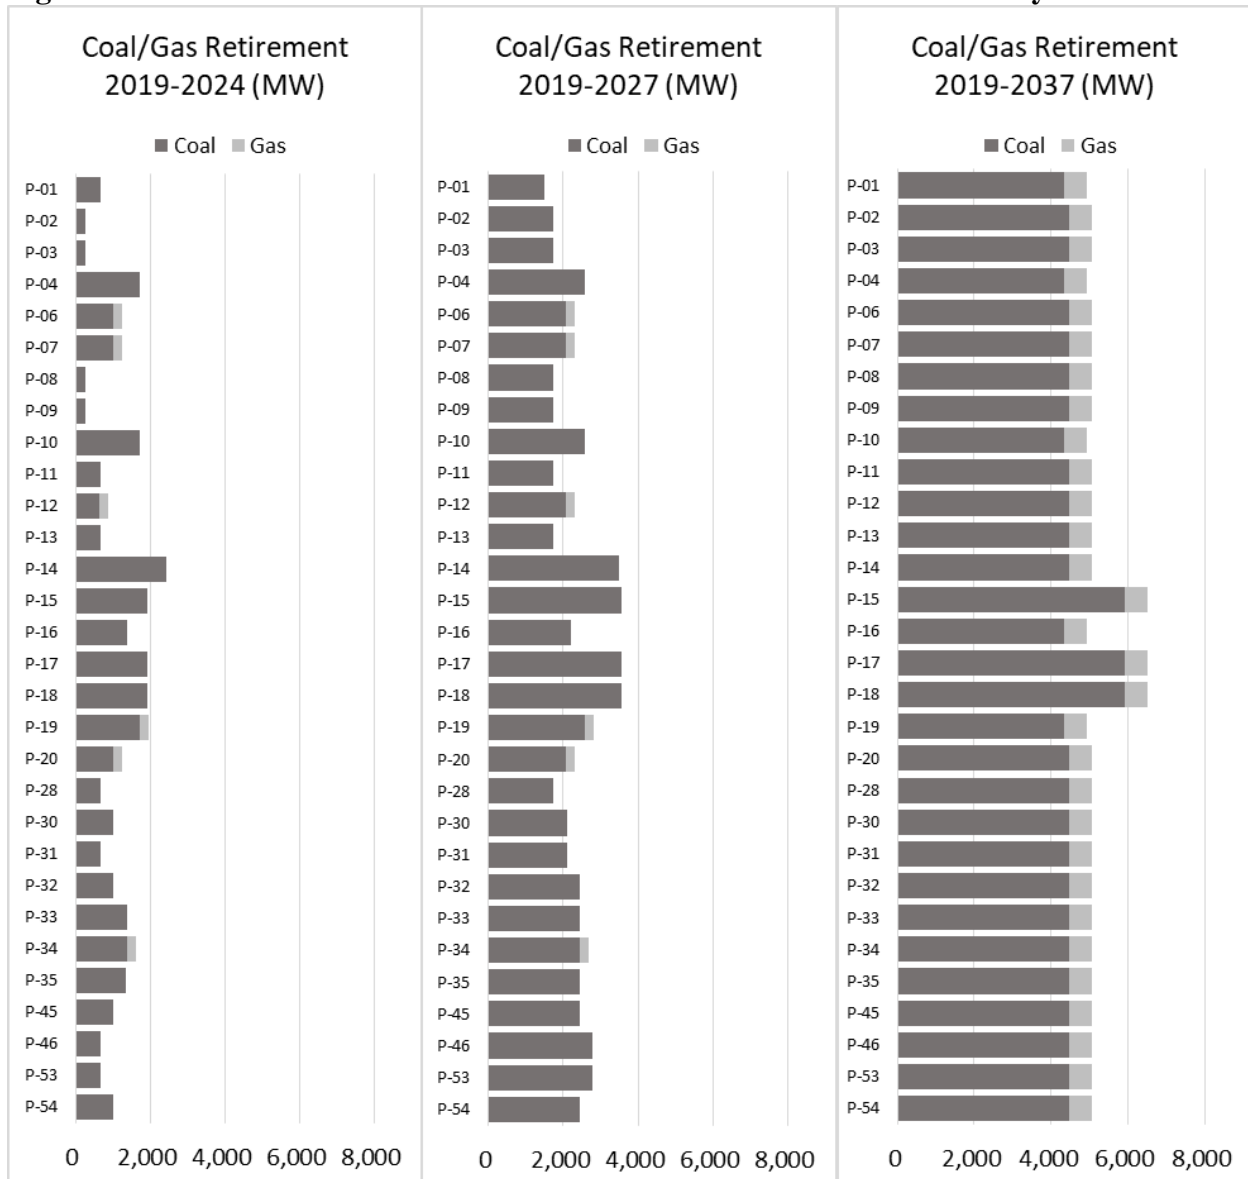 Coal/Gas Retirement
2019-2024 (MW)
Coal Gas
P-01
P-02
P-03
P-04
P-06
P-07
P-08
P-09
P-10
P-11
P-12
P-13
P-14
P-15
P-16
P-17
P-18
P-19
P-20
P-28
P-30
P-31
P-32
P-33
P-34
P-35
P-45
P-46
P-53
P-54
0 2,000 4,000 6,000 8,000
Coal/Gas Retirement
2019-2027 (MW)
Coal Gas
P-01
P-02
P-03
P-04
P-06
P-07
P-08
P-09
P-10
P-11
P-12
P-13
P-14
P-15
P-16
P-17
P-18
P-19
P-20
P-28
P-30
P-31
P-32
P-33
P-34
P-35
P-45
P-46
P-53
P-54
0 2,000 4,000 6,000 8,000
Coal/Gas Retirement
2019-2037 (MW)
Coal Gas
P-01
P-02
P-03
P-04
P-06
P-07
P-08
P-09
P-10
P-11
P-12
P-13
P-14
P-15
P-16
P-17
P-18
P-19
P-20
P-28
P-30
P-31
P-32
P-33
P-34
P-35
P-45
P-46
P-53
P-54
0 2,000 4,000 6,000 8,000